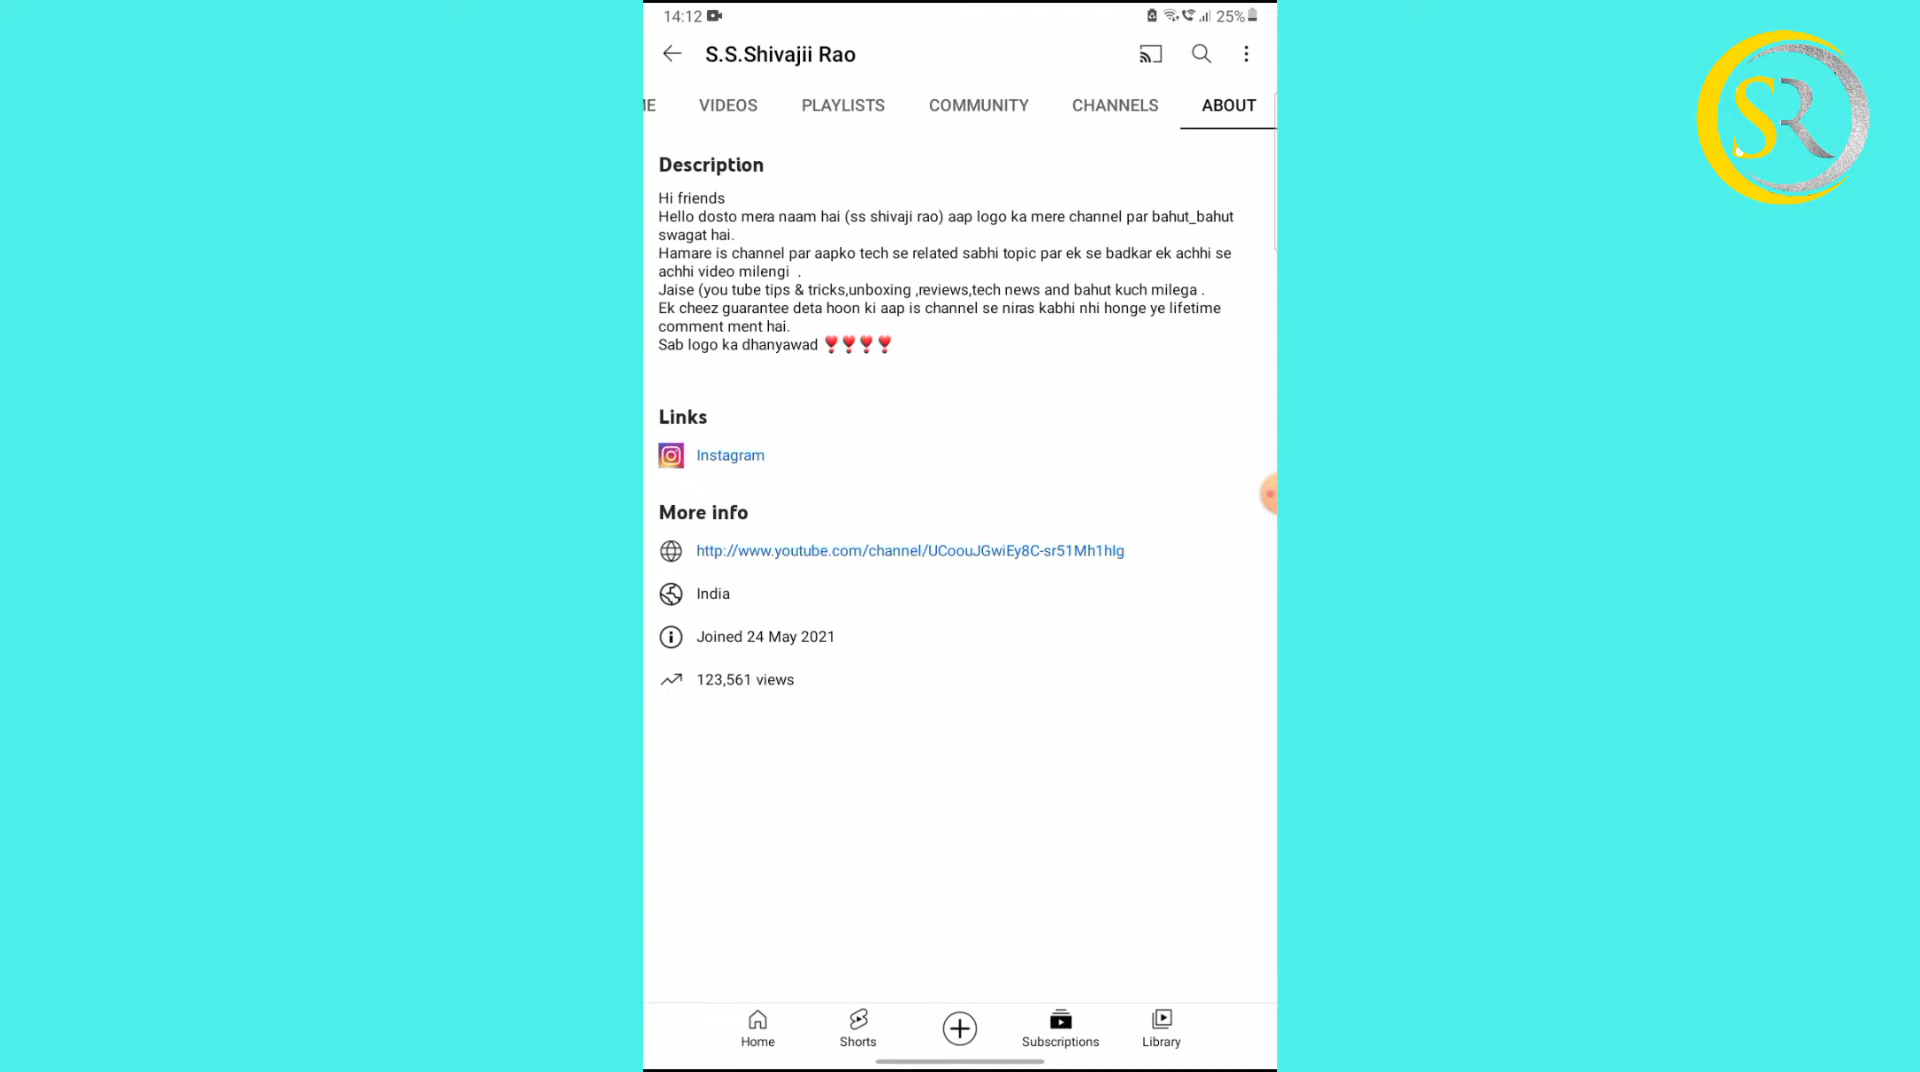 14:12 25%
S.S.Shivajii Rao
ME VIDEOS PLAYLISTS COMMUNITY CHANNELS ABOUT
Description
Hi friends
Hello dosto mera naam hai (ss shivaji rao) aap logo ka mere channel par bahut_bahut
swagat hai.
Hamare is channel par aapko tech se related sabhi topic par ek se badkar ek achhi se
achhi video milengi .
Jaise (you tube tips & tricks,unboxing ,reviews,tech news and bahut kuch milega .
Ek cheez guarantee deta hoon ki aap is channel se niras kabhi nhi honge ye lifetime
comment ment hai.
Sab logo ka dhanyawad ❣️❣️❣️❣️
Links
Instagram
More info
http://www.youtube.com/channel/UCoouJGwiEy8C-sr51Mh1hIg
India
Joined 24 May 2021
123,561 views
Home Shorts Subscriptions Library
SR